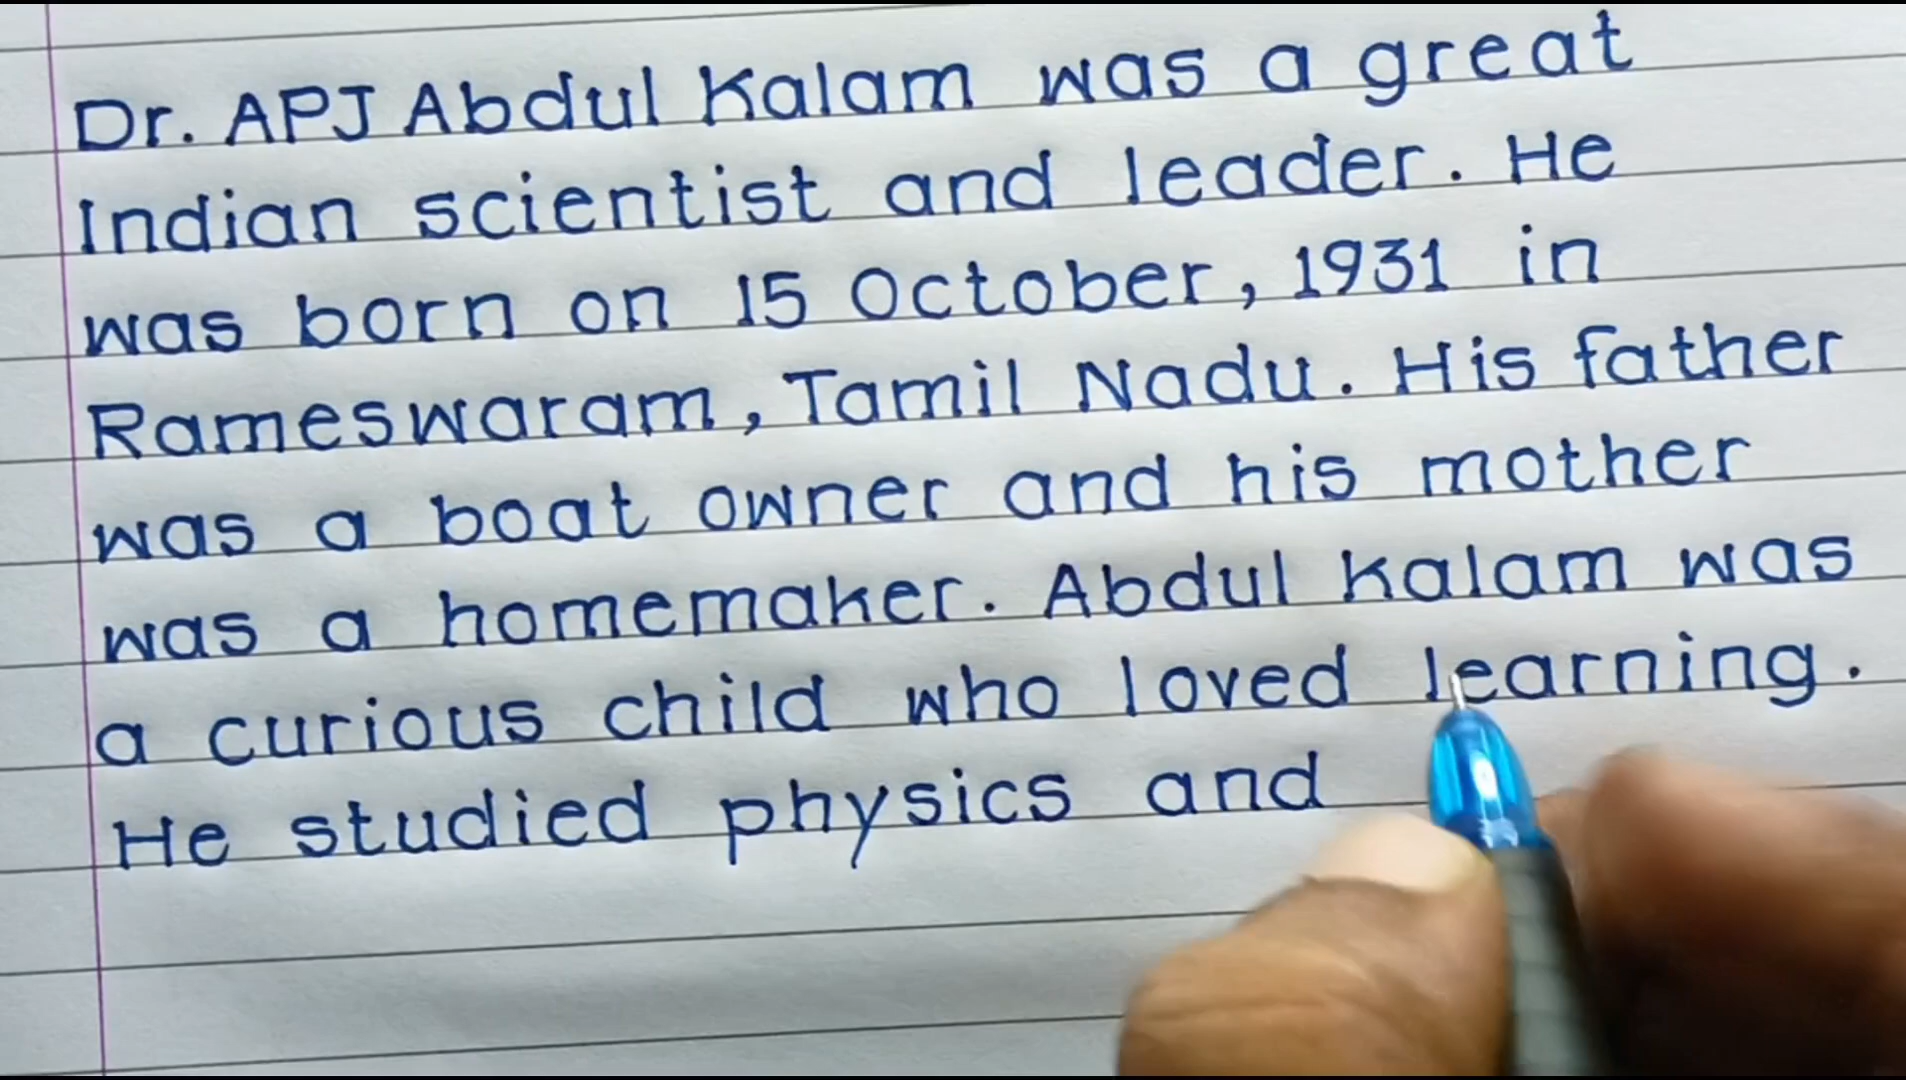 Dr. APJ Abdul Kalam was a great
Indian scientist and leader. He
was born on 15 October, 1931 in
Rameswaram, Tamil Nadu. His father
was a boat owner and his mother
was a homemaker. Abdul Kalam was
a curious child who loved learning.
He studied physics and